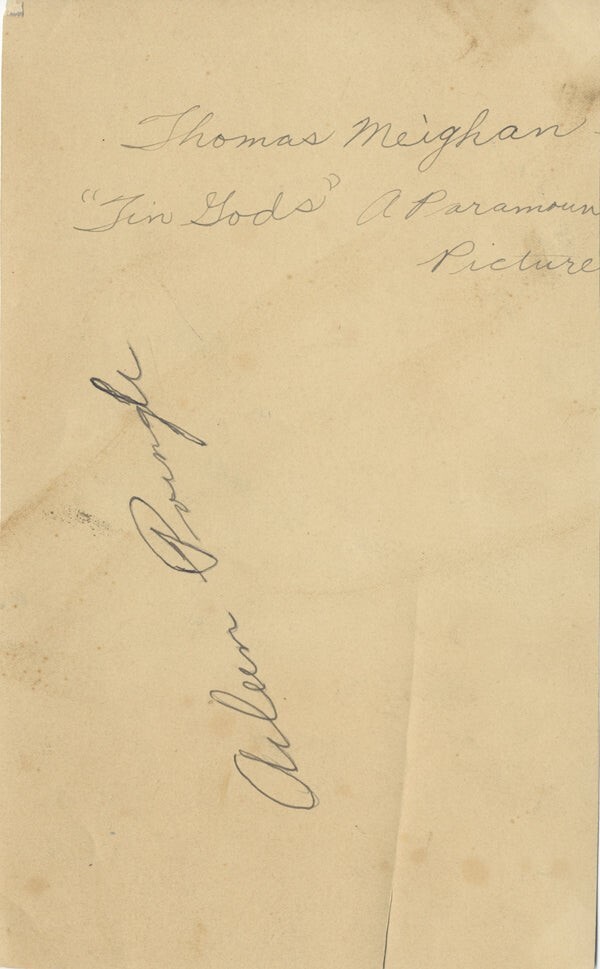 Thomas Meighan -
"Tin Gods" A Paramoun
Picture
Aileen Pringle